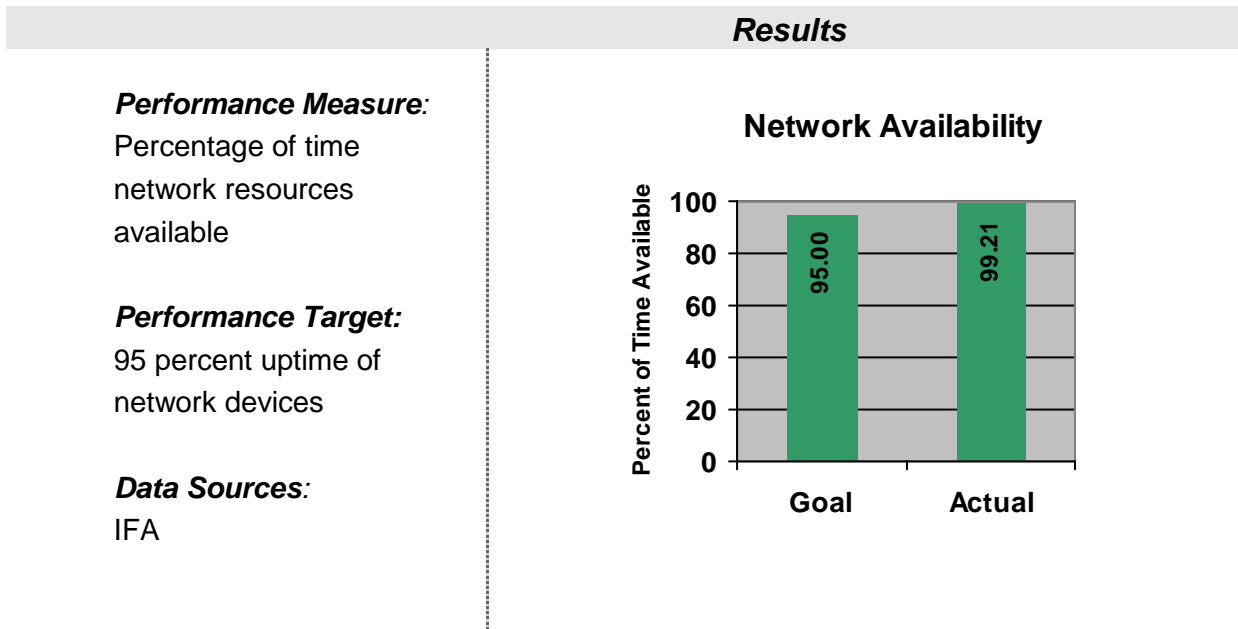 Results
Performance Measure:
Percentage of time
network resources
available
Performance Target:
95 percent uptime of
network devices
Data Sources:
IFA
Network Availability
Percent of Time Available
100
80
60
40
20
0
95.00
99.21
Goal
Actual